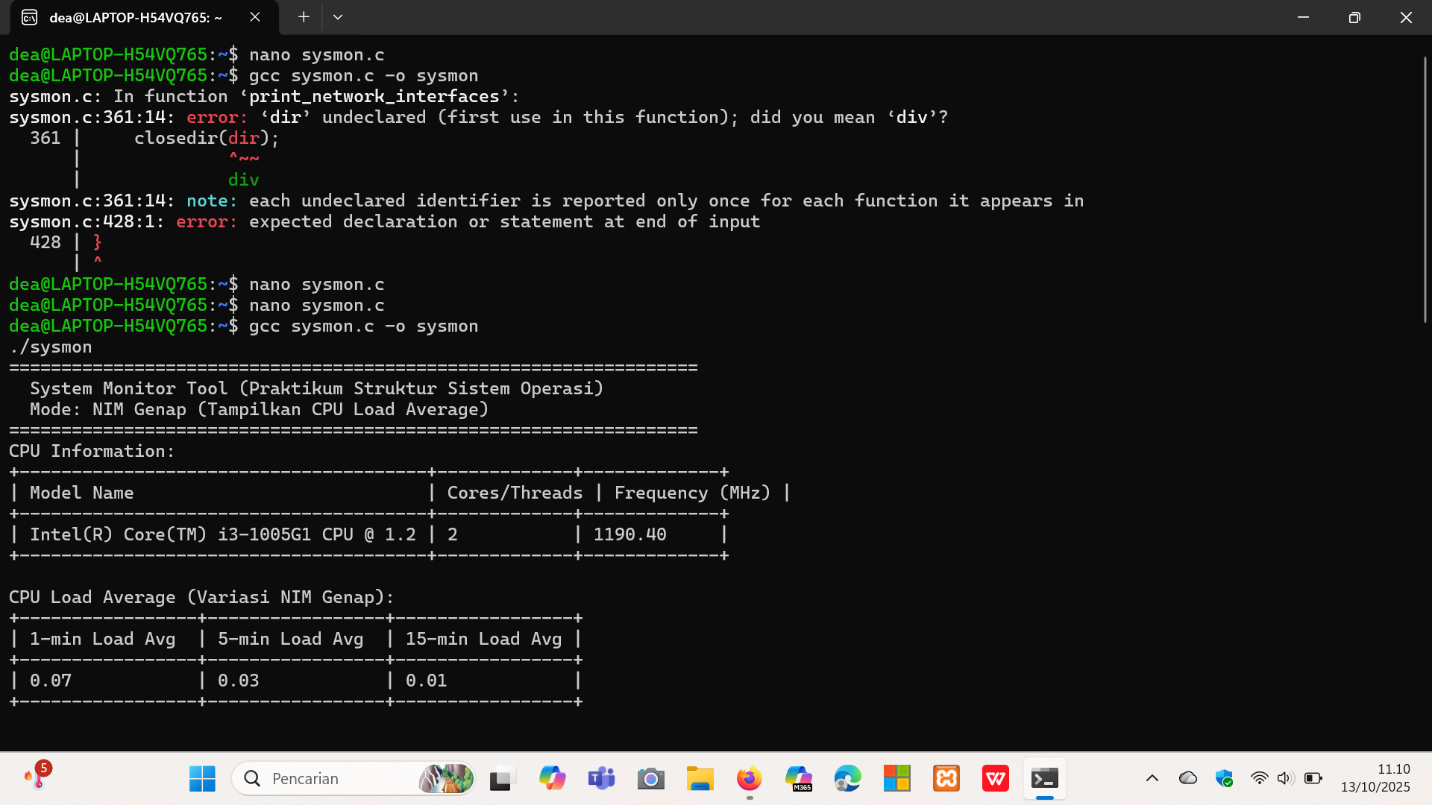 dea@LAPTOP-H54VQ765: ~
dea@LAPTOP-H54VQ765:~$ nano sysmon.c
dea@LAPTOP-H54VQ765:~$ gcc sysmon.c -o sysmon
sysmon.c: In function ‘print_network_interfaces’:
sysmon.c:361:14: error: ‘dir’ undeclared (first use in this function); did you mean ‘div’?
  361 |     closedir(dir);
      |              ^~~
      |              div
sysmon.c:361:14: note: each undeclared identifier is reported only once for each function it appears in
sysmon.c:428:1: error: expected declaration or statement at end of input
  428 | }
      | ^
dea@LAPTOP-H54VQ765:~$ nano sysmon.c
dea@LAPTOP-H54VQ765:~$ nano sysmon.c
dea@LAPTOP-H54VQ765:~$ gcc sysmon.c -o sysmon
./sysmon
==================================================================
  System Monitor Tool (Praktikum Struktur Sistem Operasi)
  Mode: NIM Genap (Tampilkan CPU Load Average)
==================================================================
CPU Information:
+---------------------------------------+-------------+-------------+
| Model Name                            | Cores/Threads | Frequency (MHz) |
+---------------------------------------+-------------+-------------+
| Intel(R) Core(TM) i3-1005G1 CPU @ 1.2 | 2           | 1190.40     |
+---------------------------------------+-------------+-------------+
CPU Load Average (Variasi NIM Genap):
+-----------------+-----------------+-----------------+
| 1-min Load Avg  | 5-min Load Avg  | 15-min Load Avg |
+-----------------+-----------------+-----------------+
| 0.07            | 0.03            | 0.01            |
+-----------------+-----------------+-----------------+
5
Pencarian
M365
11.10
13/10/2025